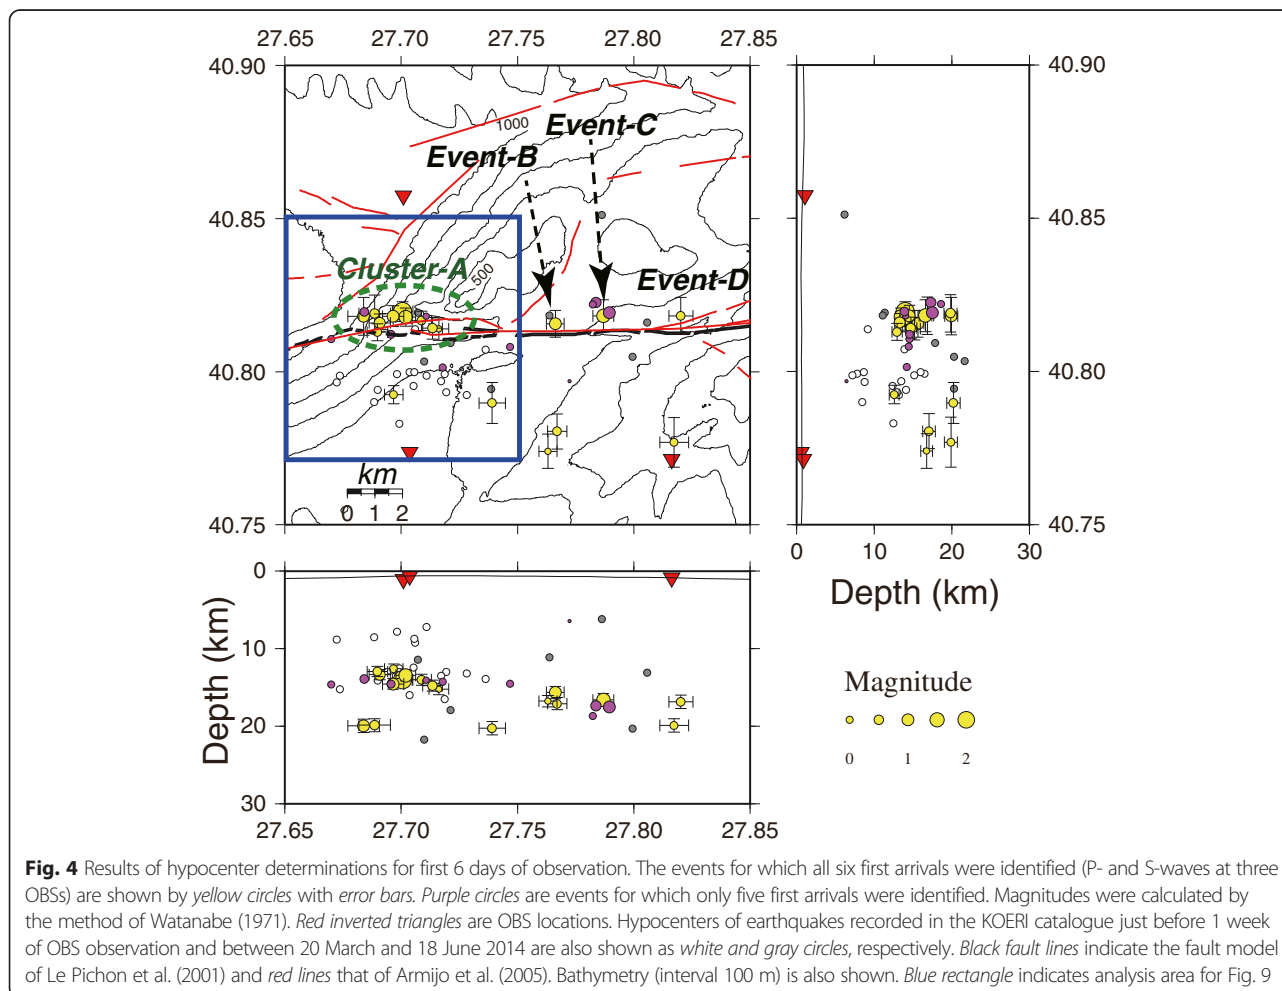 27.65 27.70 27.75 27.80 27.85
40.90
40.85
40.80
40.75
1000
Event-C
Event-B
Cluster-A
500
Event-D
km
0 1 2
40.90
40.85
40.80
40.75
0 10 20 30
Depth (km)
0
10
20
30
Depth (km)
27.65 27.70 27.75 27.80 27.85
Magnitude
0 1 2
Fig. 4 Results of hypocenter determinations for first 6 days of observation. The events for which all six first arrivals were identified (P- and S-waves at three
OBSs) are shown by yellow circles with error bars. Purple circles are events for which only five first arrivals were identified. Magnitudes were calculated by
the method of Watanabe (1971). Red inverted triangles are OBS locations. Hypocenters of earthquakes recorded in the KOERI catalogue just before 1 week
of OBS observation and between 20 March and 18 June 2014 are also shown as white and gray circles, respectively. Black fault lines indicate the fault model
of Le Pichon et al. (2001) and red lines that of Armijo et al. (2005). Bathymetry (interval 100 m) is also shown. Blue rectangle indicates analysis area for Fig. 9